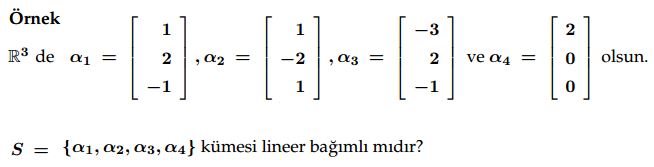 Örnek
ℝ³ de α₁ = [1 2 −1], α₂ = [1 −2 1], α₃ = [−3 2 −1] ve α₄ = [2 0 0] olsun.
S = {α₁, α₂, α₃, α₄} kümesi lineer bağımlı mıdır?